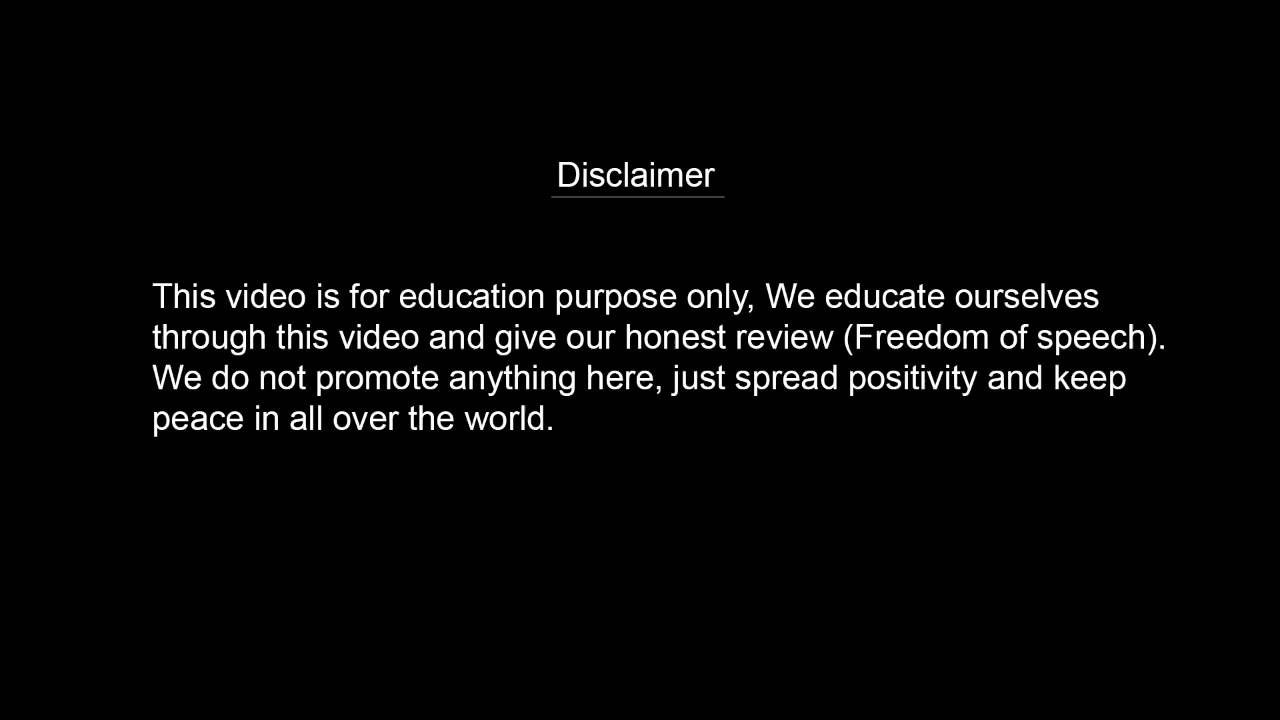 Disclaimer
This video is for education purpose only, We educate ourselves
through this video and give our honest review (Freedom of speech).
We do not promote anything here, just spread positivity and keep
peace in all over the world.